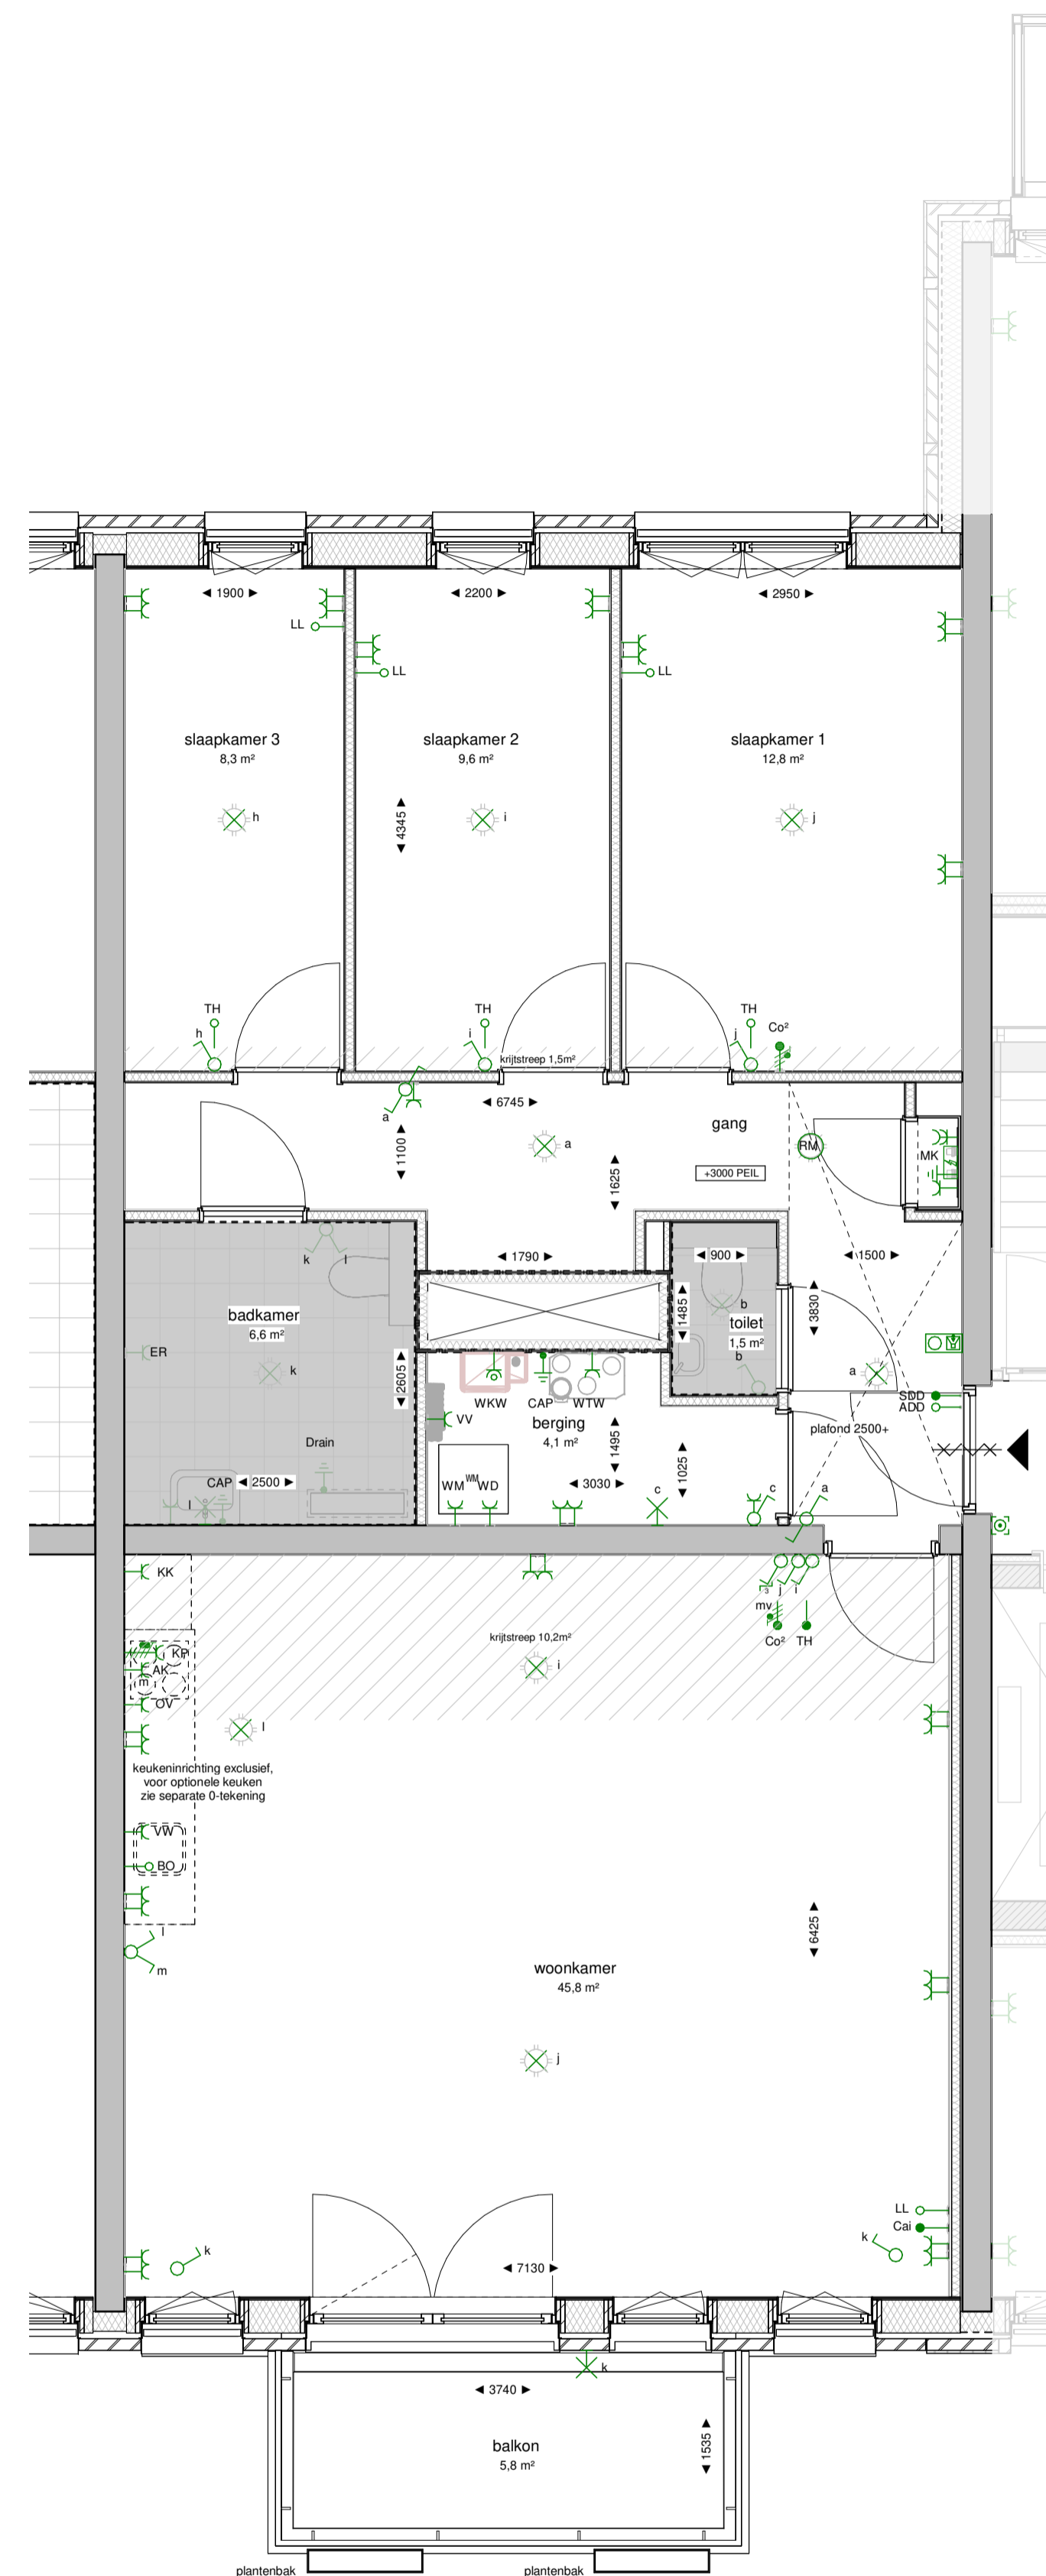 ◄ 1900 ►
◄ 2200 ►
◄ 2950 ►
LL
LL
LL
slaapkamer 3
8,3 m²
slaapkamer 2
9,6 m²
slaapkamer 1
12,8 m²
h
◄ 4345 ►
i
j
TH
h
TH
i
TH
j
Co²
krijtstreep 1,5m²
◄ 6745 ►
a
◄ 1100 ►
a
gang
RM
MK
+3000 PEIL
◄ 1625 ►
k
l
◄ 1790 ►
◄ 900 ►
◄ 1500 ►
badkamer
6,6 m²
◄ 1485 ►
b
toilet
1,5 m²
b
◄ 3830 ►
ER
k
◄ 2605 ►
a
WKW
CAP
WTW
SDD
ADD
VV
berging
4,1 m²
plafond 2500+
Drain
◄ 1495 ►
◄ 1025 ►
CAP
◄ 2500 ►
WM
WM
WD
◄ 3030 ►
l
c
c
a
KK
3
j
i
mv
Co²
TH
krijtstreep 10,2m²
i
KP
AK
m
OV
l
keukeninrichting exclusief,
voor optionele keuken
zie separate 0-tekening
VW
BO
l
m
◄ 6425 ►
woonkamer
45,8 m²
j
LL
Cai
k
k
◄ 7130 ►
k
◄ 3740 ►
balkon
5,8 m²
◄ 1535 ►
plantenbak
plantenbak